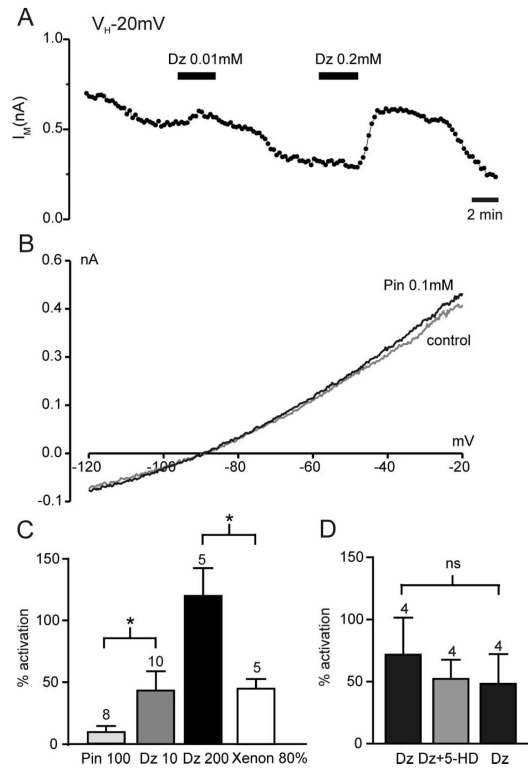 A
V_H-20mV
Dz 0.01mM
Dz 0.2mM
1.0
0.5
0.0
I_M(nA)
2 min
B
nA
0.6
0.4
0.3
0.1
0.0
-0.1
Pin 0.1mM
control
mV
-120
-100
-80
-60
-40
-20
C
% activation
150
100
50
0
*
*
8
10
5
5
Pin 100
Dz 10
Dz 200
Xenon 80%
D
% activation
150
100
50
0
ns
4
4
4
Dz
Dz+5-HD
Dz